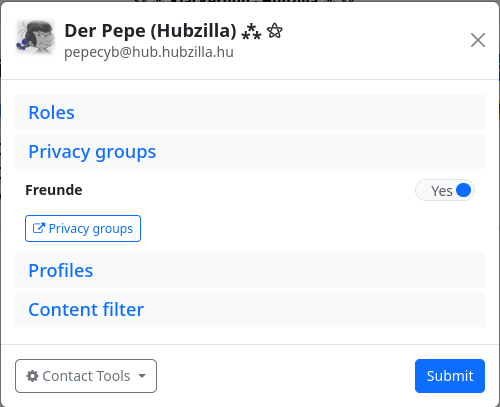 Der Pepe (Hubzilla) ⁂ ⚝
pepecyb@hub.hubzilla.hu
Roles
Privacy groups
Freunde
Yes
Privacy groups
Profiles
Content filter
Contact Tools
Submit